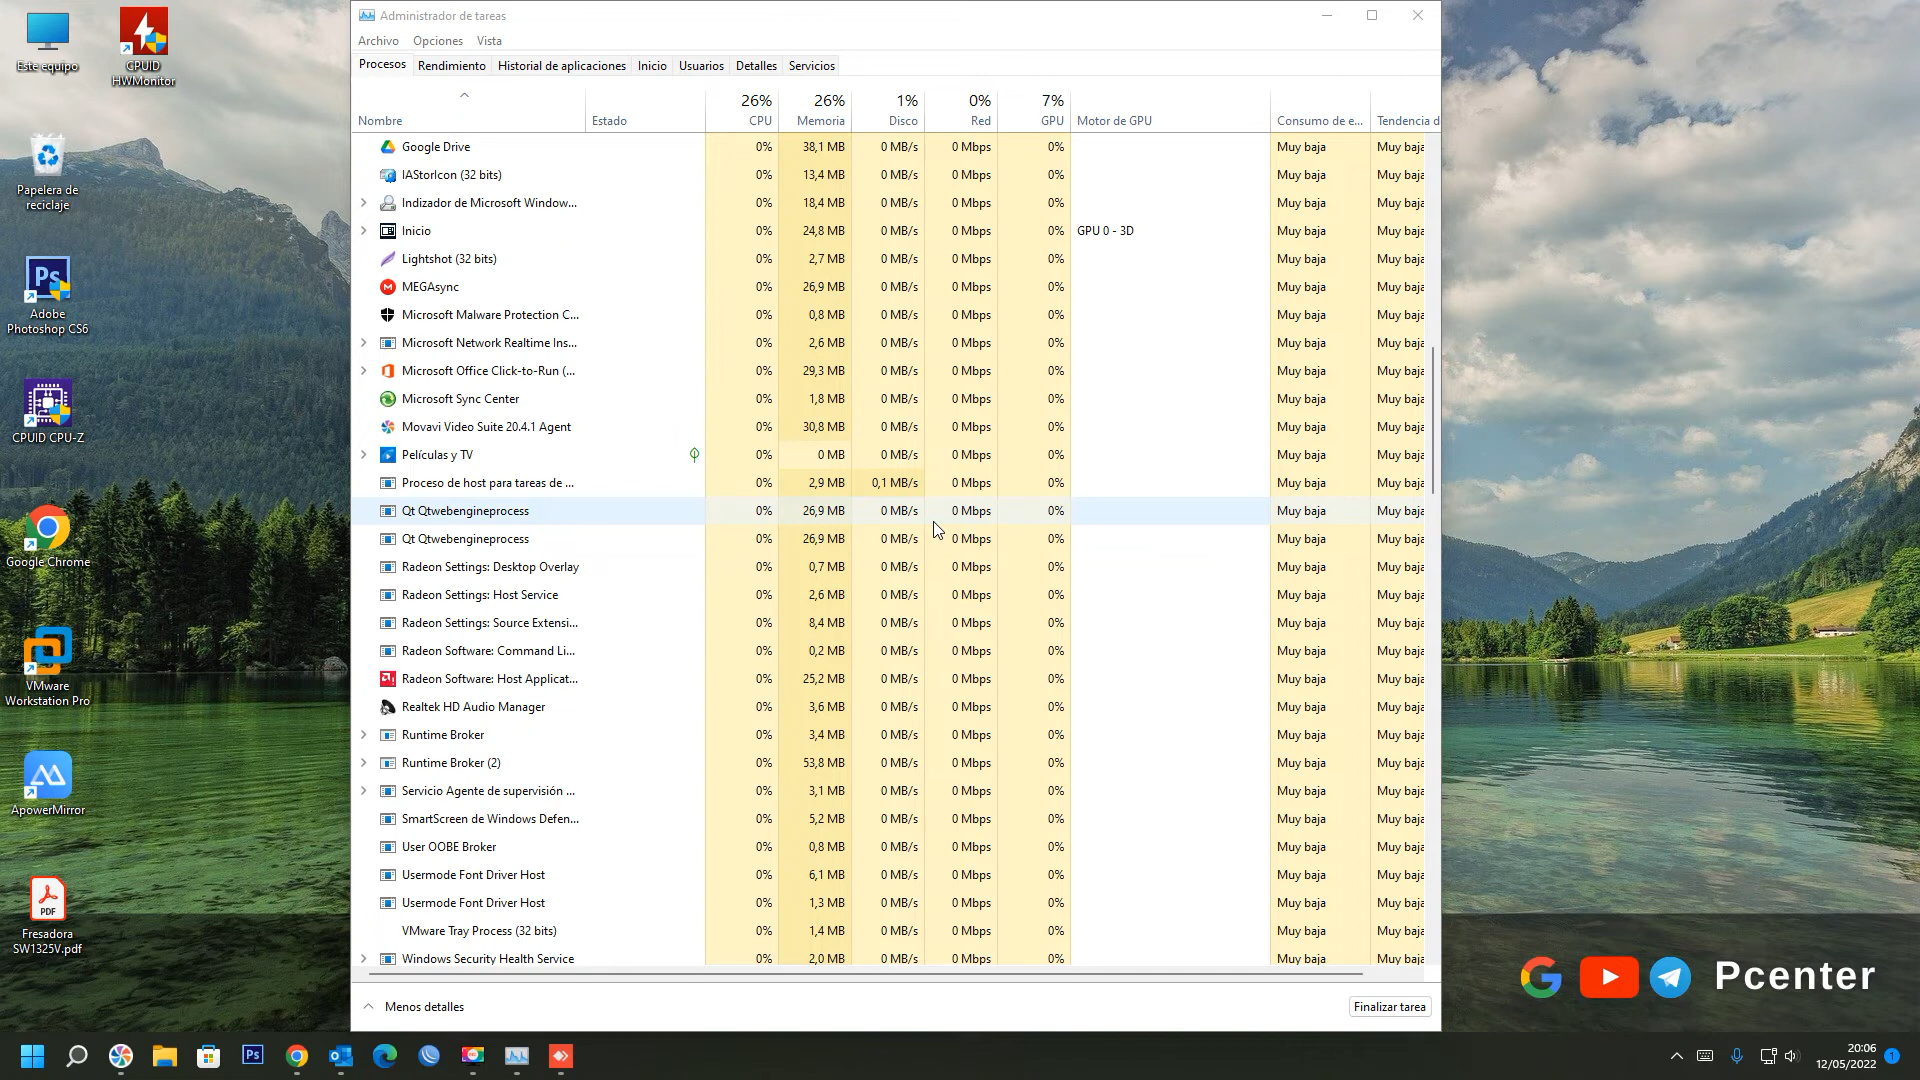 Este equipo
CPUID
HWMonitor
Papelera de
reciclaje
Ps
Adobe
Photoshop CS6
CPUID CPU-Z
Google Chrome
VMware
Workstation Pro
ApowerMirror
PDF
Fresadora
SW1325V.pdf
Administrador de tareas
Archivo Opciones Vista
Procesos Rendimiento Historial de aplicaciones Inicio Usuarios Detalles Servicios
26% 26% 1% 0% 7%
Nombre Estado CPU Memoria Disco Red GPU Motor de GPU Consumo de e... Tendencia d
Google Drive 0% 38,1 MB 0 MB/s 0 Mbps 0% Muy baja Muy baja
IAStorIcon (32 bits) 0% 13,4 MB 0 MB/s 0 Mbps 0% Muy baja Muy baja
Indizador de Microsoft Window... 0% 18,4 MB 0 MB/s 0 Mbps 0% Muy baja Muy baja
Inicio 0% 24,8 MB 0 MB/s 0 Mbps 0% GPU 0 - 3D Muy baja Muy baja
Lightshot (32 bits) 0% 2,7 MB 0 MB/s 0 Mbps 0% Muy baja Muy baja
MEGAsync 0% 26,9 MB 0 MB/s 0 Mbps 0% Muy baja Muy baja
Microsoft Malware Protection C... 0% 0,8 MB 0 MB/s 0 Mbps 0% Muy baja Muy baja
Microsoft Network Realtime Ins... 0% 2,6 MB 0 MB/s 0 Mbps 0% Muy baja Muy baja
Microsoft Office Click-to-Run (... 0% 29,3 MB 0 MB/s 0 Mbps 0% Muy baja Muy baja
Microsoft Sync Center 0% 1,8 MB 0 MB/s 0 Mbps 0% Muy baja Muy baja
Movavi Video Suite 20.4.1 Agent 0% 30,8 MB 0 MB/s 0 Mbps 0% Muy baja Muy baja
Películas y TV 0% 0 MB 0 MB/s 0 Mbps 0% Muy baja Muy baja
Proceso de host para tareas de ... 0% 2,9 MB 0,1 MB/s 0 Mbps 0% Muy baja Muy baja
Qt Qtwebengineprocess 0% 26,9 MB 0 MB/s 0 Mbps 0% Muy baja Muy baja
Qt Qtwebengineprocess 0% 26,9 MB 0 MB/s 0 Mbps 0% Muy baja Muy baja
Radeon Settings: Desktop Overlay 0% 0,7 MB 0 MB/s 0 Mbps 0% Muy baja Muy baja
Radeon Settings: Host Service 0% 2,6 MB 0 MB/s 0 Mbps 0% Muy baja Muy baja
Radeon Settings: Source Extensi... 0% 8,4 MB 0 MB/s 0 Mbps 0% Muy baja Muy baja
Radeon Software: Command Li... 0% 0,2 MB 0 MB/s 0 Mbps 0% Muy baja Muy baja
Radeon Software: Host Applicat... 0% 25,2 MB 0 MB/s 0 Mbps 0% Muy baja Muy baja
Realtek HD Audio Manager 0% 3,6 MB 0 MB/s 0 Mbps 0% Muy baja Muy baja
Runtime Broker 0% 3,4 MB 0 MB/s 0 Mbps 0% Muy baja Muy baja
Runtime Broker (2) 0% 53,8 MB 0 MB/s 0 Mbps 0% Muy baja Muy baja
Servicio Agente de supervisión ... 0% 3,1 MB 0 MB/s 0 Mbps 0% Muy baja Muy baja
SmartScreen de Windows Defen... 0% 5,2 MB 0 MB/s 0 Mbps 0% Muy baja Muy baja
User OOBE Broker 0% 0,8 MB 0 MB/s 0 Mbps 0% Muy baja Muy baja
Usermode Font Driver Host 0% 6,1 MB 0 MB/s 0 Mbps 0% Muy baja Muy baja
Usermode Font Driver Host 0% 1,3 MB 0 MB/s 0 Mbps 0% Muy baja Muy baja
VMware Tray Process (32 bits) 0% 1,4 MB 0 MB/s 0 Mbps 0% Muy baja Muy baja
Windows Security Health Service 0% 2,0 MB 0 MB/s 0 Mbps 0% Muy baja Muy baja
Menos detalles
Finalizar tarea
Pcenter
Ps
20:06
12/05/2022
1